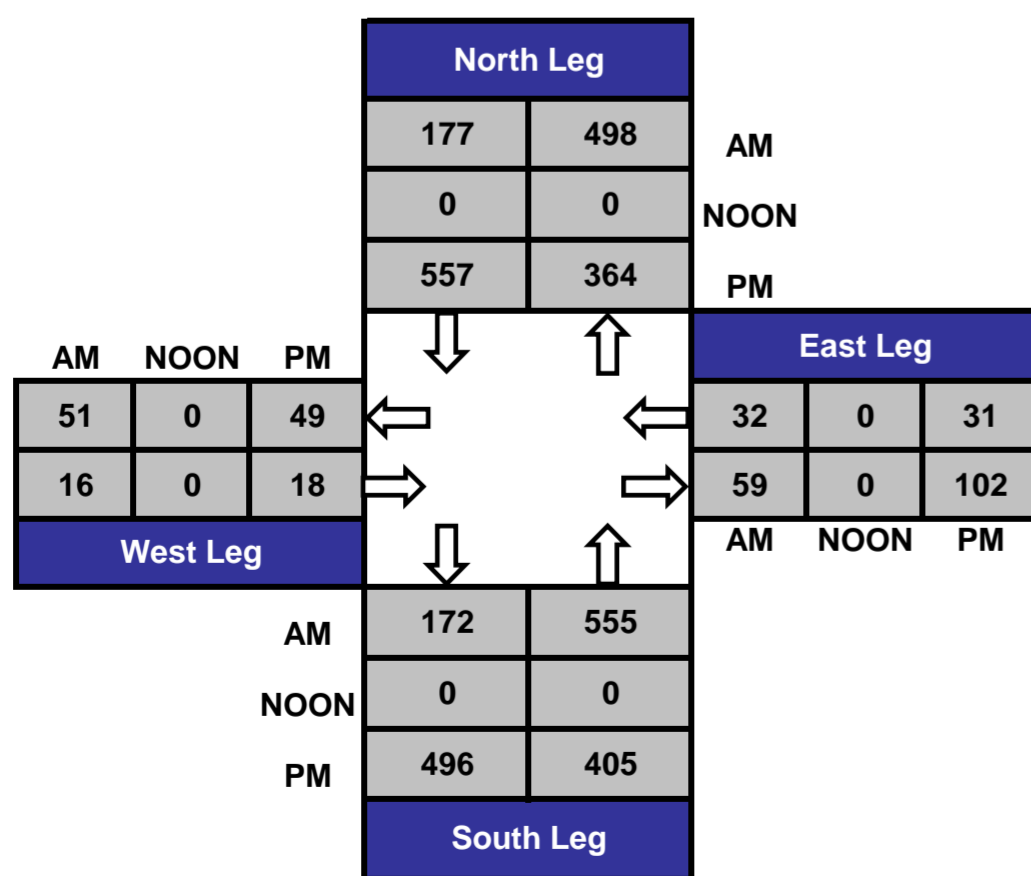 North Leg
177 498 AM
0 0 NOON
557 364 PM
AM NOON PM
East Leg
51 0 49
32 0 31
16 0 18
59 0 102
West Leg
AM NOON PM
AM 172 555
NOON 0 0
PM 496 405
South Leg